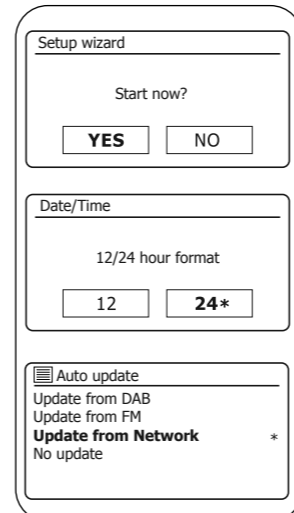 Setup wizard
Start now?
YES NO
Date/Time
12/24 hour format
12 24*
Auto update
Update from DAB
Update from FM
Update from Network *
No update